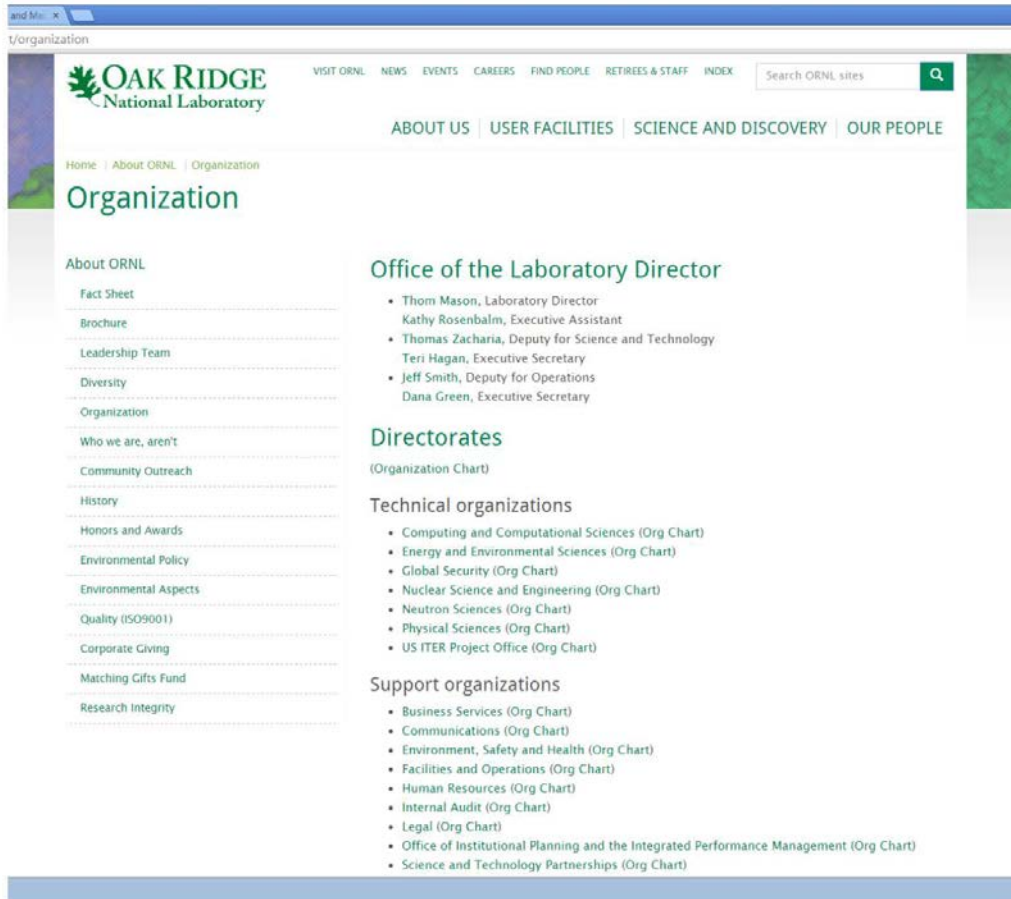 and Ma
t/organization
OAK RIDGE
National Laboratory
VISIT ORNL NEWS EVENTS CAREERS FIND PEOPLE RETIREES & STAFF INDEX
Search ORNL sites
ABOUT US USER FACILITIES SCIENCE AND DISCOVERY OUR PEOPLE
Home | About ORNL | Organization
Organization
About ORNL
Fact Sheet
Brochure
Leadership Team
Diversity
Organization
Who we are, aren't
Community Outreach
History
Honors and Awards
Environmental Policy
Environmental Aspects
Quality (ISO9001)
Corporate Giving
Matching Gifts Fund
Research Integrity
Office of the Laboratory Director
• Thom Mason, Laboratory Director
Kathy Rosenbalm, Executive Assistant
• Thomas Zacharia, Deputy for Science and Technology
Teri Hagan, Executive Secretary
• Jeff Smith, Deputy for Operations
Dana Green, Executive Secretary
Directorates
(Organization Chart)
Technical organizations
• Computing and Computational Sciences (Org Chart)
• Energy and Environmental Sciences (Org Chart)
• Global Security (Org Chart)
• Nuclear Science and Engineering (Org Chart)
• Neutron Sciences (Org Chart)
• Physical Sciences (Org Chart)
• US ITER Project Office (Org Chart)
Support organizations
• Business Services (Org Chart)
• Communications (Org Chart)
• Environment, Safety and Health (Org Chart)
• Facilities and Operations (Org Chart)
• Human Resources (Org Chart)
• Internal Audit (Org Chart)
• Legal (Org Chart)
• Office of Institutional Planning and the Integrated Performance Management (Org Chart)
• Science and Technology Partnerships (Org Chart)